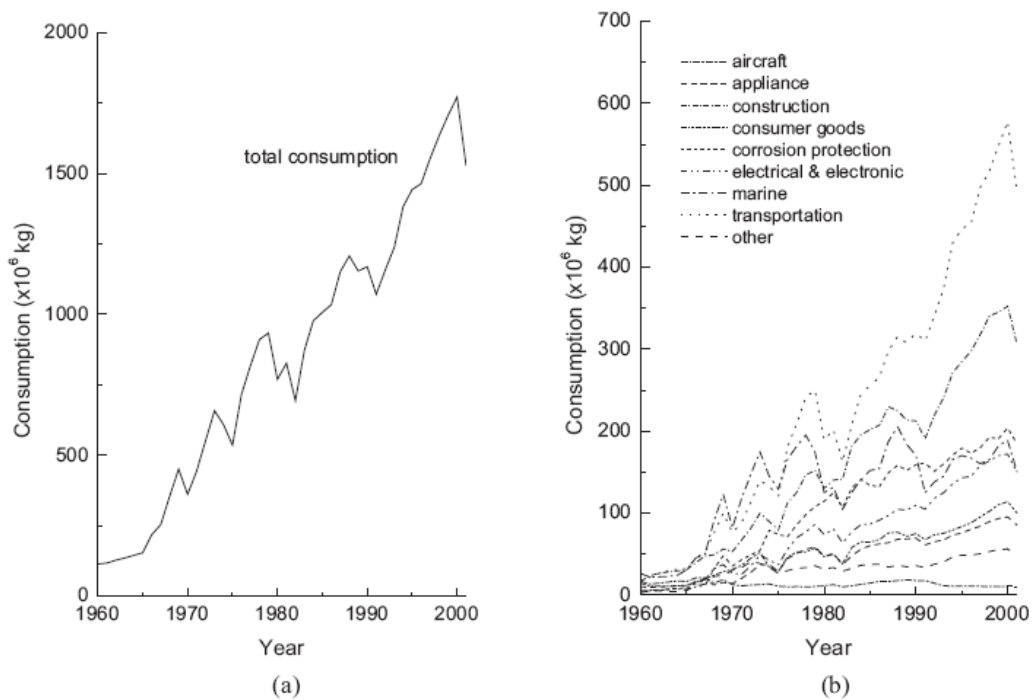 2000
1500
1000
500
0
Consumption (x10⁶ kg)
total consumption
1960
1970
1980
1990
2000
Year
(a)
700
600
500
400
300
200
100
0
Consumption (x10⁶ kg)
aircraft
appliance
construction
consumer goods
corrosion protection
electrical & electronic
marine
transportation
other
1960
1970
1980
1990
2000
Year
(b)